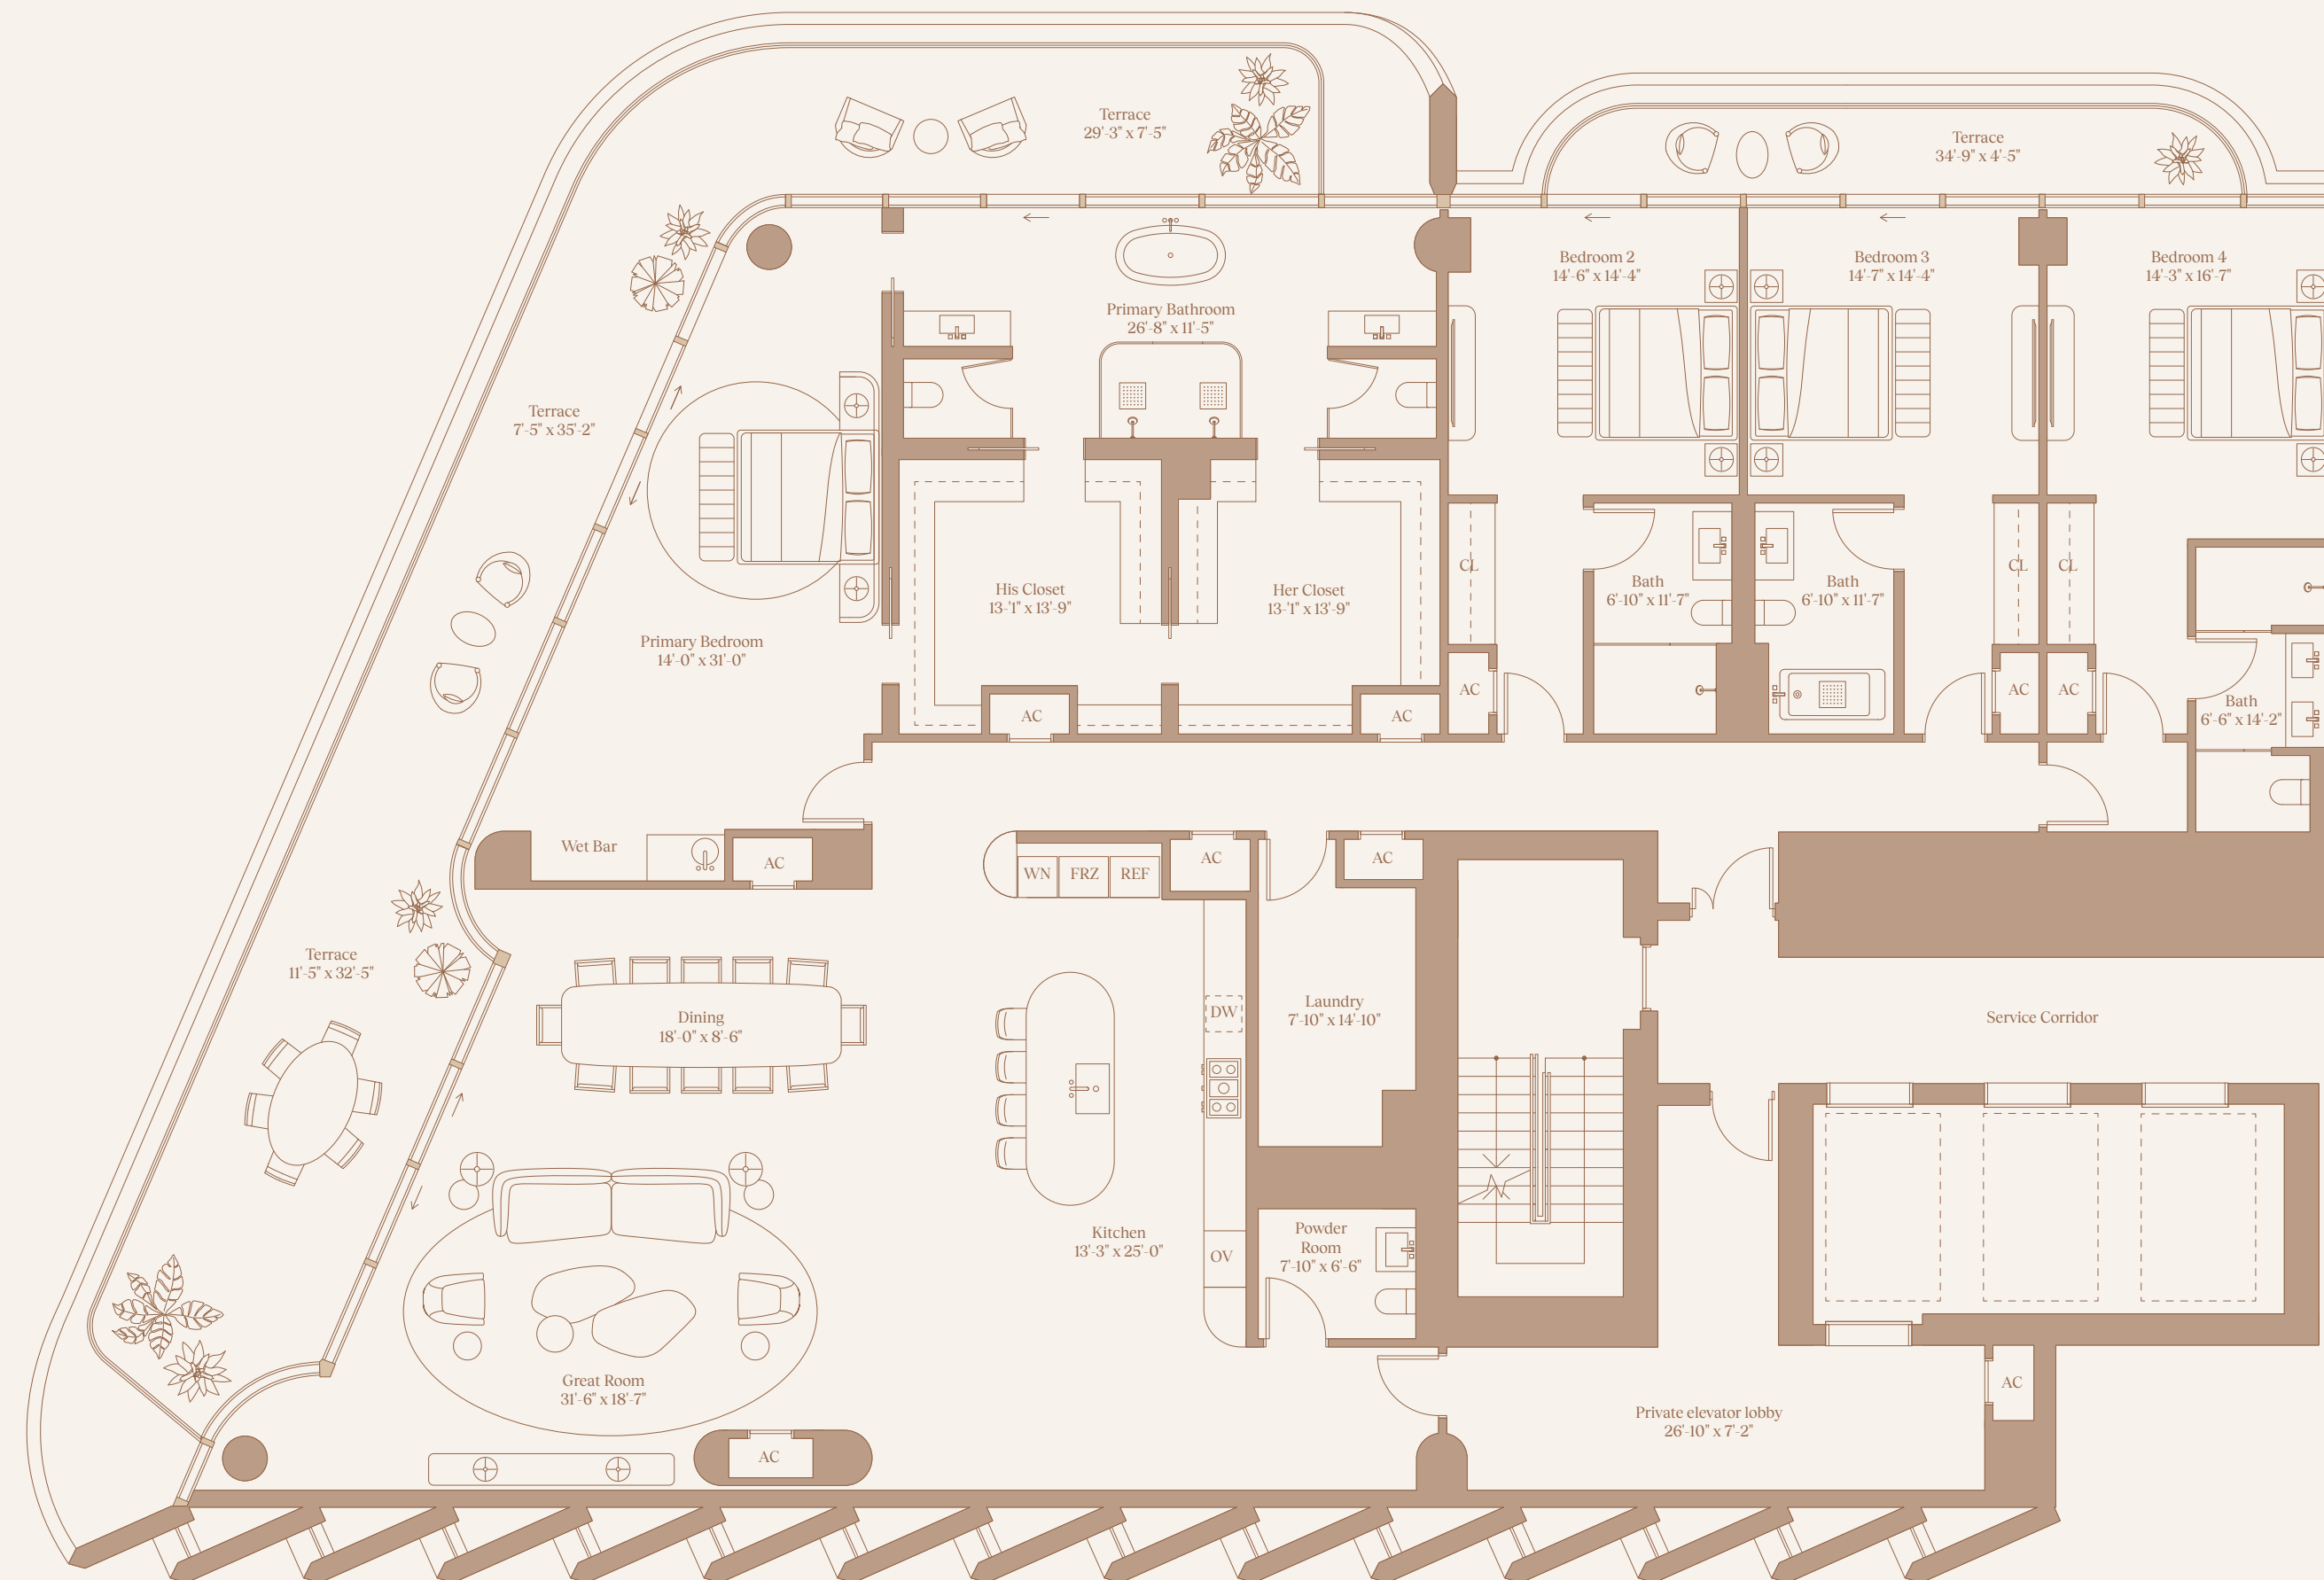 Terrace
29'-3" x 7'-5"
Terrace
34'-9" x 4'-5"
Bedroom 2
14'-6" x 14'-4"
Bedroom 3
14'-7" x 14'-4"
Bedroom 4
14'-3" x 16'-7"
Primary Bathroom
26'-8" x 11'-5"
Terrace
7'-5" x 35'-2"
CL
CL
CL
His Closet
13-'1" x 13'-9"
Her Closet
13-'1" x 13'-9"
Bath
6'-10" x 11'-7"
Bath
6'-10" x 11'-7"
Primary Bedroom
14'-0" x 31'-0"
AC
AC
AC
AC
AC
Bath
6'-6" x 14'-2"
Wet Bar
AC
WN
FRZ
REF
AC
AC
Terrace
11'-5" x 32'-5"
Dining
18'-0" x 8'-6"
DW
Laundry
7'-10" x 14'-10"
Service Corridor
Kitchen
13'-3" x 25'-0"
OV
Powder
Room
7'-10" x 6'-6"
Great Room
31'-6" x 18'-7"
AC
Private elevator lobby
26'-10" x 7'-2"
AC